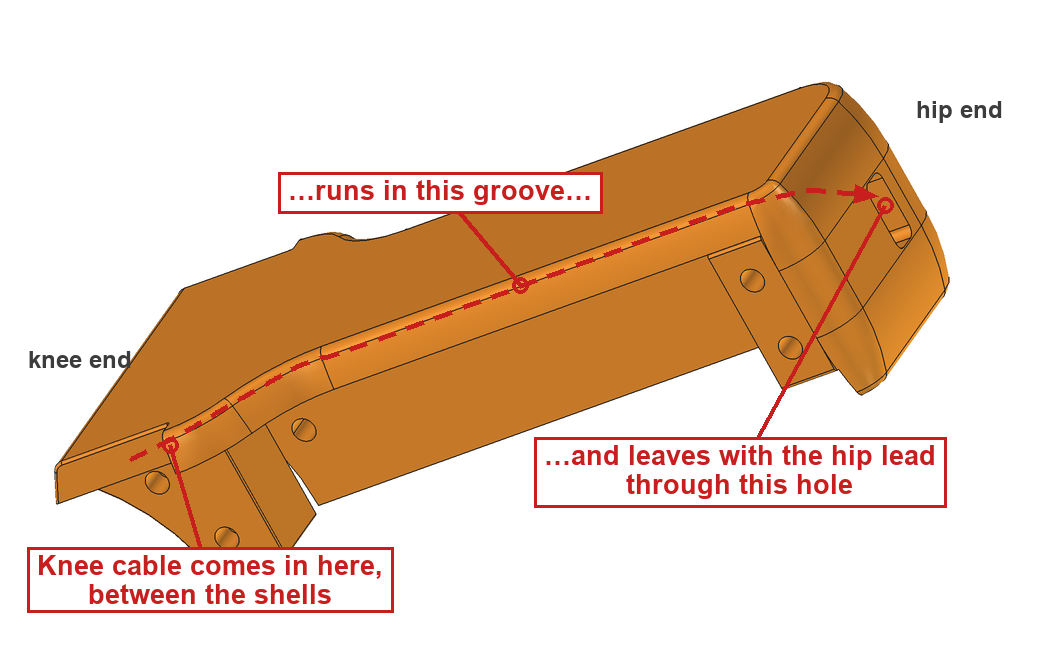 hip end
…runs in this groove…
knee end
…and leaves with the hip lead
through this hole
Knee cable comes in here,
between the shells